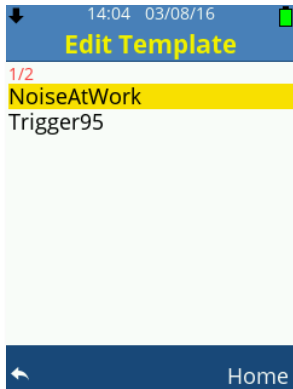 14:04 03/08/16
Edit Template
1/2
NoiseAtWork
Trigger95
Home